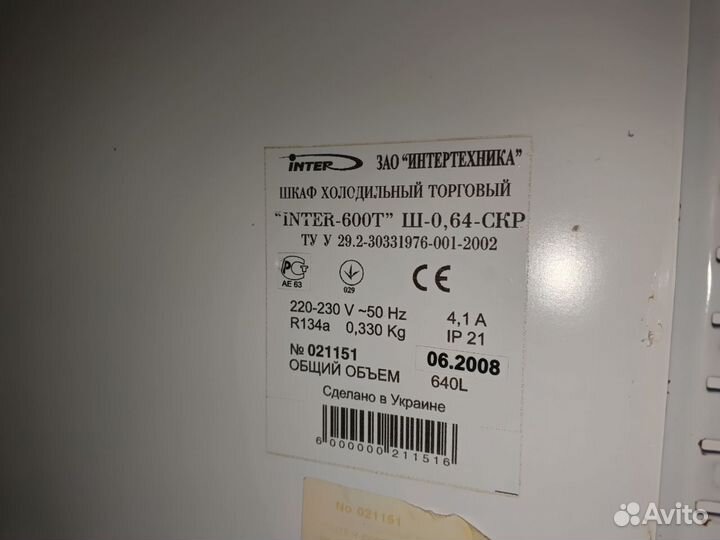 iNTER ЗАО "ИНТЕРТЕХНИКА"
ШКАФ ХОЛОДИЛЬНЫЙ ТОРГОВЫЙ
"iNTER-600T" Ш-0,64-СКР
ТУ У 29.2-30331976-001-2002
АЕ 63
029
CE
220-230 V ~50 Hz 4,1 A
R134a 0,330 Kg IP 21
№ 021151 06.2008
ОБЩИЙ ОБЪЕМ 640L
Сделано в Украине
6 000000 211516
No 021151
Avito